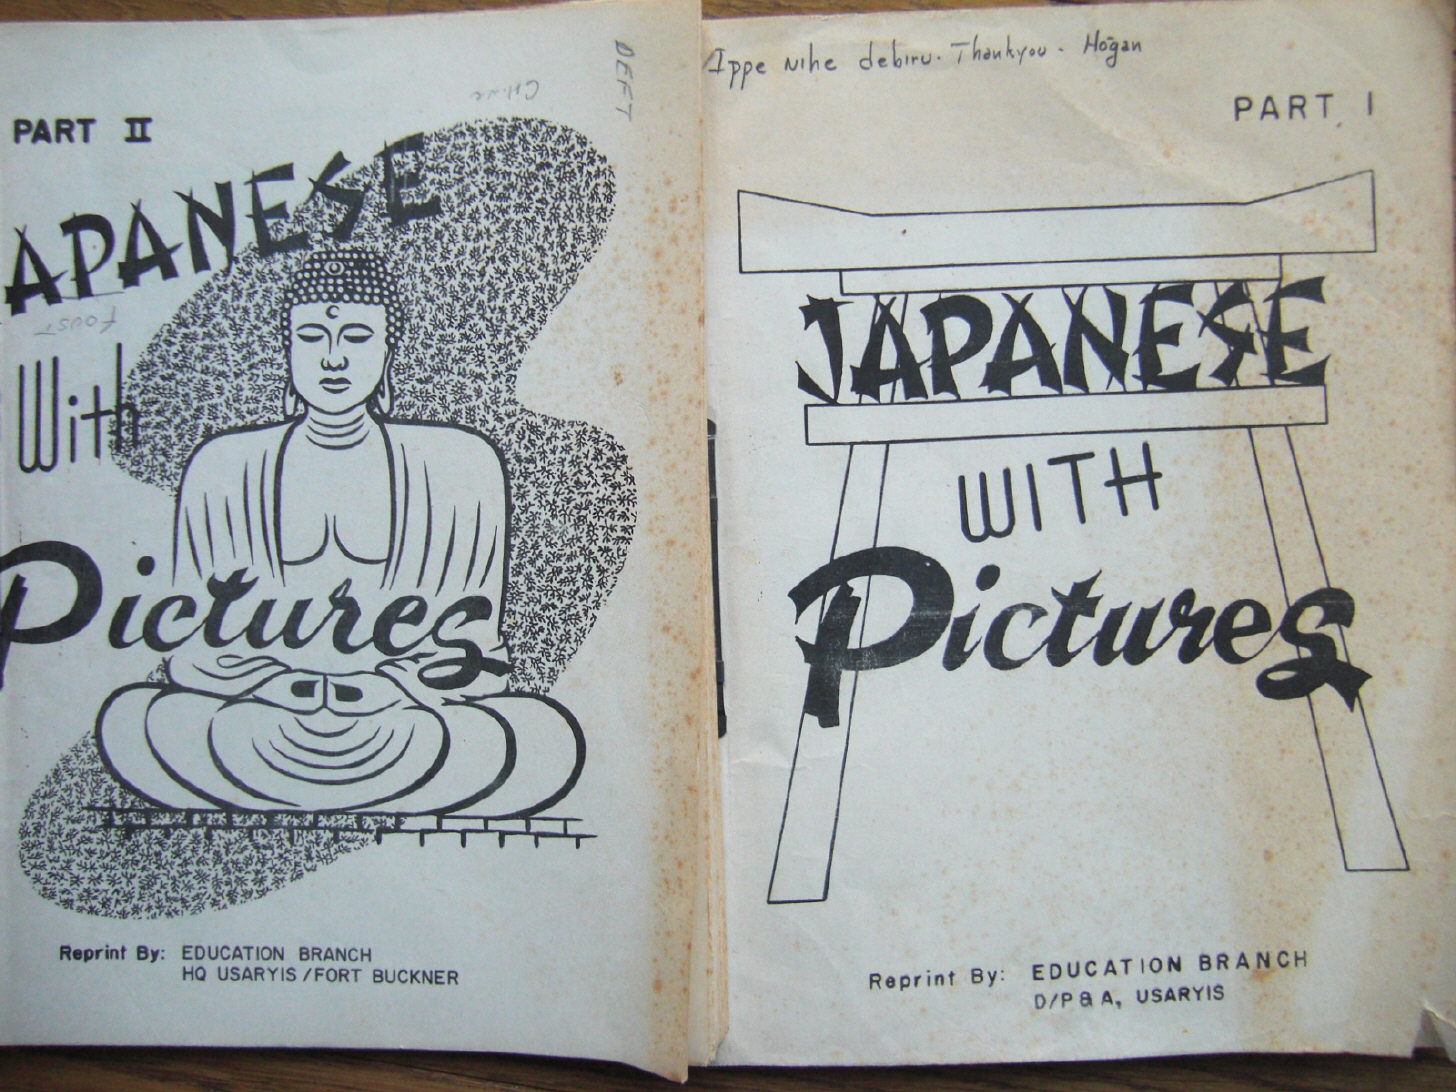 DEFT
PART II
APANESE
With
Pictures
Reprint By: EDUCATION BRANCH
HQ USARYIS/FORT BUCKNER
Ippe nihe debiru. Thankyou. Hogan
PART I
JAPANESE
WITH
Pictures
Reprint By: EDUCATION BRANCH
D/P & A, USARYIS